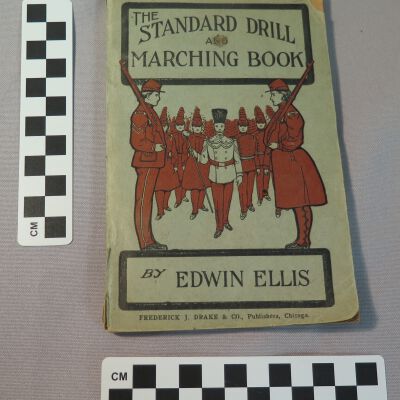 THE
STANDARD DRILL
AND
MARCHING BOOK
BY EDWIN ELLIS
FREDERICK J. DRAKE & CO., Publishers, Chicago.
CM
CM